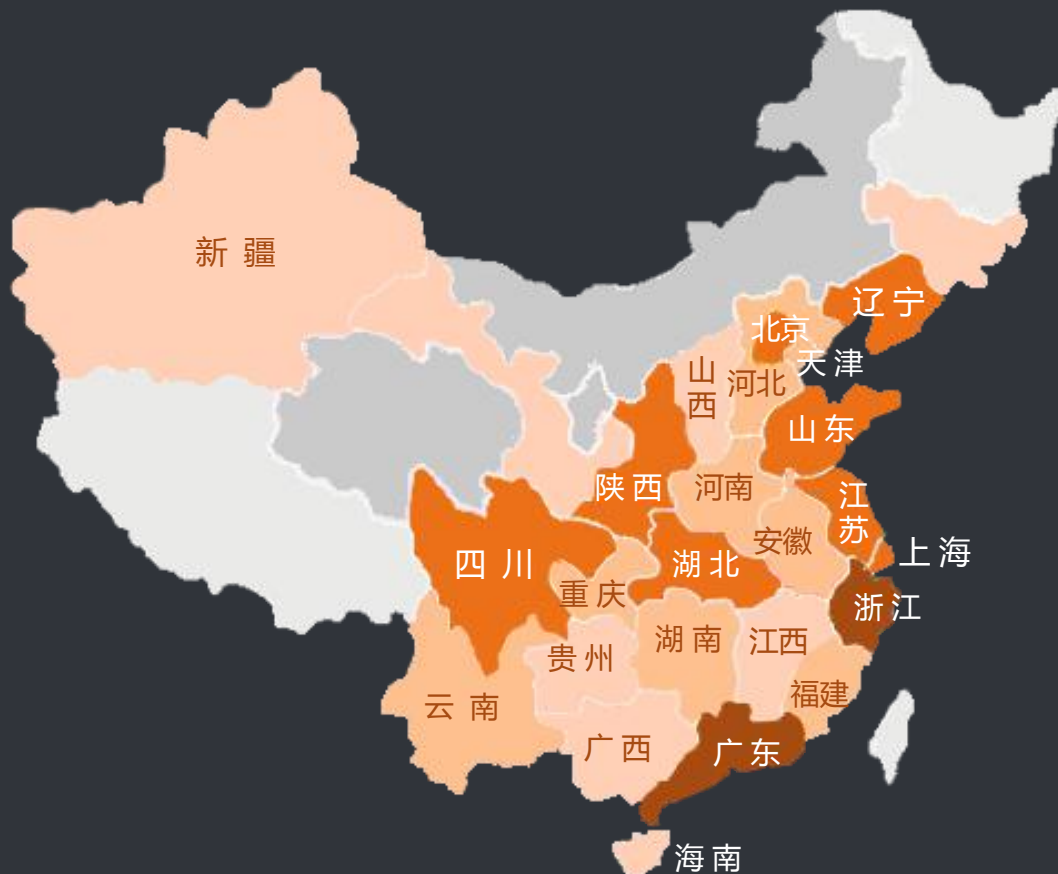 新疆
辽宁
北京
天津
山西
河北
山东
陕西
河南
江苏
安徽
上海
四川
湖北
重庆
浙江
湖南
江西
贵州
福建
云南
广西
广东
海南